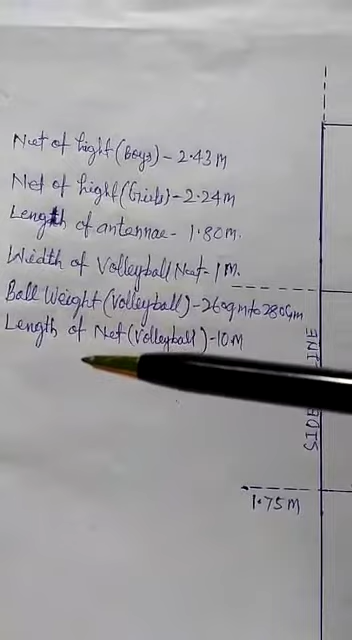 Net of hight (Boys) - 2.43 M
Net of hight (Girls) - 2.24 M
Length of antennae - 1.80 M.
Width of Volleyball Net - 1 M.
Ball Weight (Volleyball) - 260gm to 280Gm
Length of Net (Volleyball) - 10 M
SIDE LINE
1.75 M